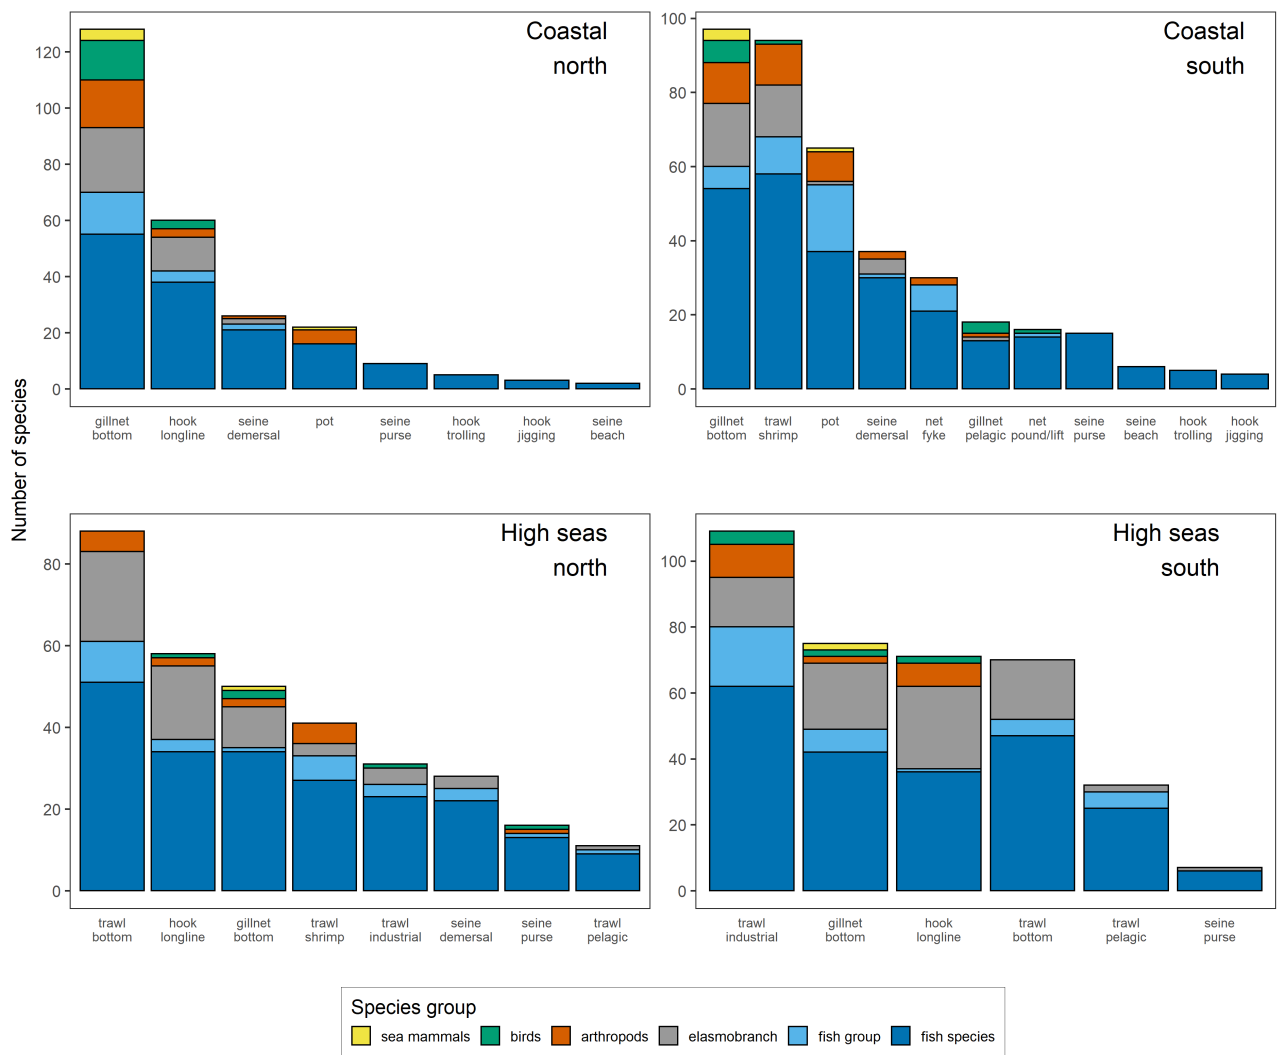 Number of species
Coastal
north
120
100
80
60
40
20
0
gillnet bottom
hook longline
seine demersal
pot
seine purse
hook trolling
hook jigging
seine beach
Coastal
south
100
80
60
40
20
0
gillnet bottom
trawl shrimp
pot
seine demersal
net fyke
gillnet pelagic
net pound/lift
seine purse
seine beach
hook trolling
hook jigging
High seas
north
80
60
40
20
0
trawl bottom
hook longline
gillnet bottom
trawl shrimp
trawl industrial
seine demersal
seine purse
trawl pelagic
High seas
south
100
80
60
40
20
0
trawl industrial
gillnet bottom
hook longline
trawl bottom
trawl pelagic
seine purse
Species group
sea mammals birds arthropods elasmobranch fish group fish species